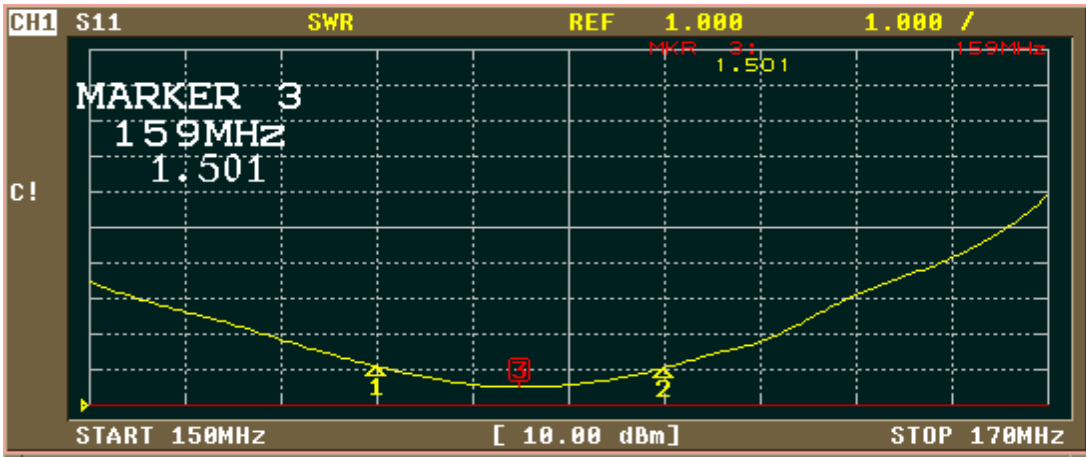 CH1 S11 SWR REF 1.000 1.000 /
MKR 3: 159MHz
1.501
MARKER 3
159MHz
1.501
C!
3
1 2
START 150MHz [ 10.00 dBm] STOP 170MHz